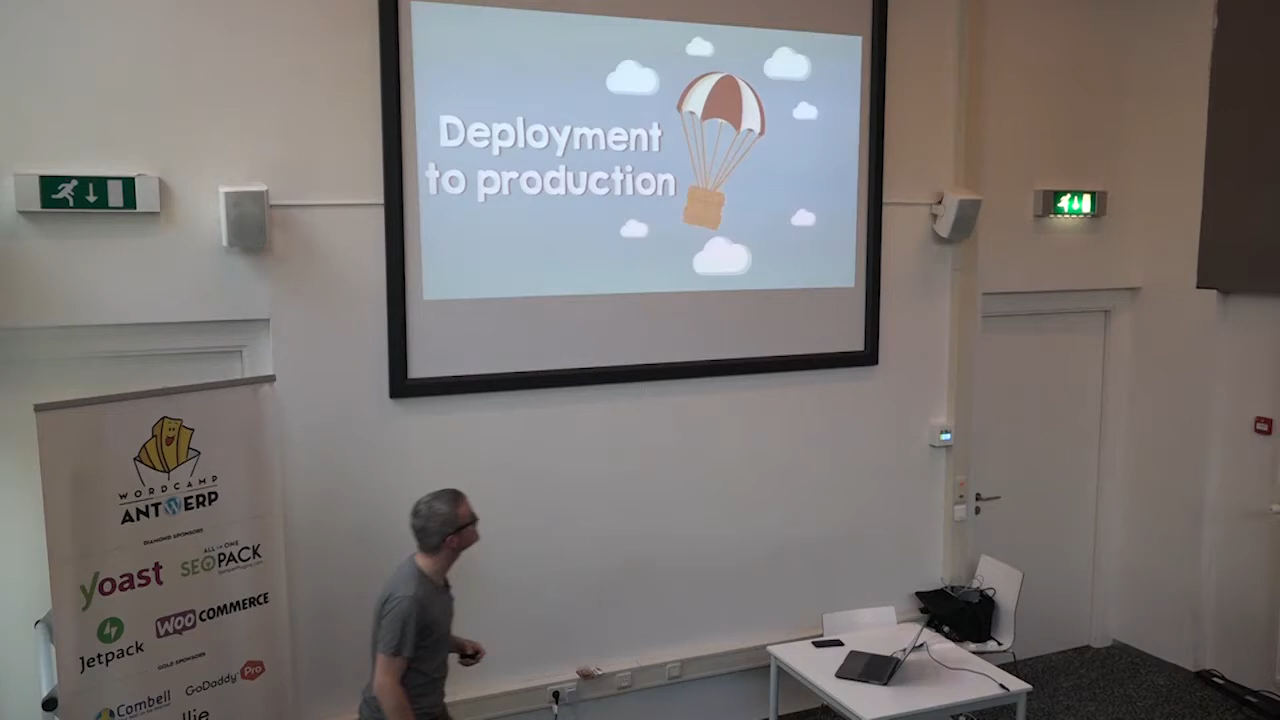 Deployment
to production
WORDCAMP
ANTWERP
DIAMOND SPONSORS
yoast
ALL IN ONE
SEOPACK
Jetpack
WOOCOMMERCE
GOLD SPONSORS
Combell
GoDaddy Pro
llie